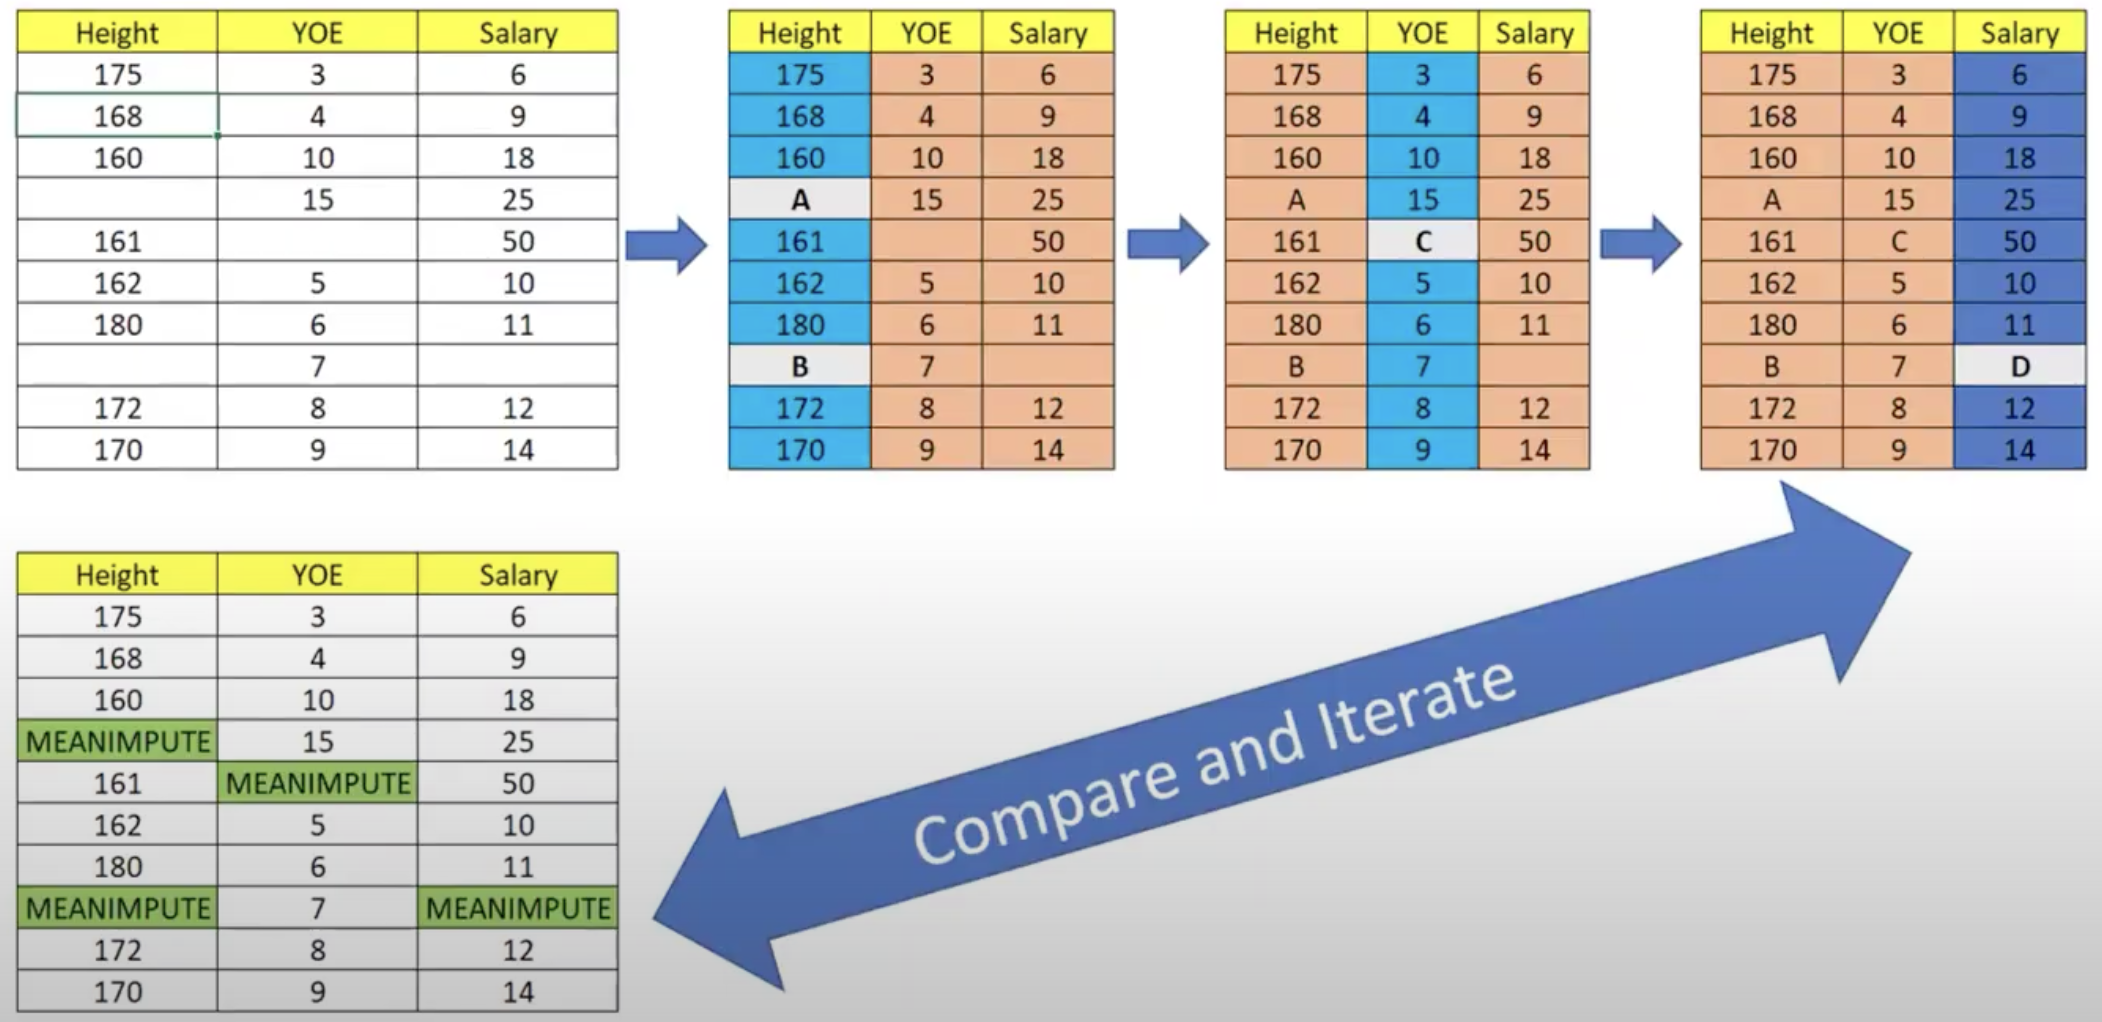 Height YOE Salary
175 3 6
168 4 9
160 10 18
15 25
161 50
162 5 10
180 6 11
7
172 8 12
170 9 14
Height YOE Salary
175 3 6
168 4 9
160 10 18
A 15 25
161 50
162 5 10
180 6 11
B 7
172 8 12
170 9 14
Height YOE Salary
175 3 6
168 4 9
160 10 18
A 15 25
161 C 50
162 5 10
180 6 11
B 7
172 8 12
170 9 14
Height YOE Salary
175 3 6
168 4 9
160 10 18
A 15 25
161 C 50
162 5 10
180 6 11
B 7 D
172 8 12
170 9 14
Height YOE Salary
175 3 6
168 4 9
160 10 18
MEANIMPUTE 15 25
161 MEANIMPUTE 50
162 5 10
180 6 11
MEANIMPUTE 7 MEANIMPUTE
172 8 12
170 9 14
Compare and Iterate